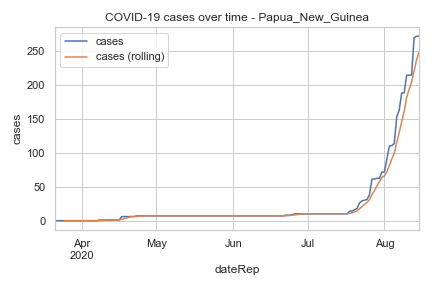 COVID-19 cases over time - Papua_New_Guinea
cases
cases (rolling)
cases
250
200
150
100
50
0
Apr May Jun Jul Aug
2020
dateRep